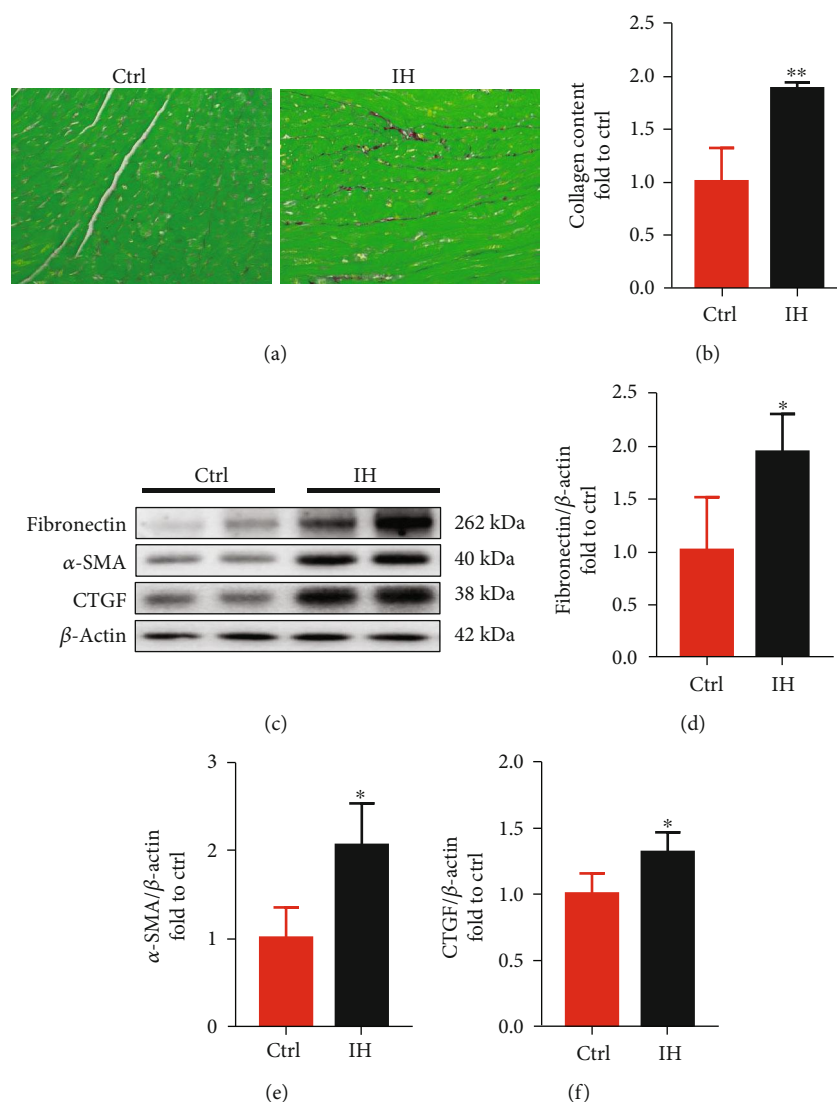 Ctrl
IH
(a)
Collagen content
fold to ctrl
2.5
2.0
1.5
1.0
0.5
0.0
**
Ctrl
IH
(b)
Ctrl
IH
Fibronectin
262 kDa
α-SMA
40 kDa
CTGF
38 kDa
β-Actin
42 kDa
(c)
Fibronectin/β-actin
fold to ctrl
2.5
2.0
1.5
1.0
0.5
0.0
*
Ctrl
IH
(d)
α-SMA/β-actin
fold to ctrl
3
2
1
0
*
Ctrl
IH
(e)
CTGF/β-actin
fold to ctrl
2.0
1.5
1.0
0.5
0.0
*
Ctrl
IH
(f)